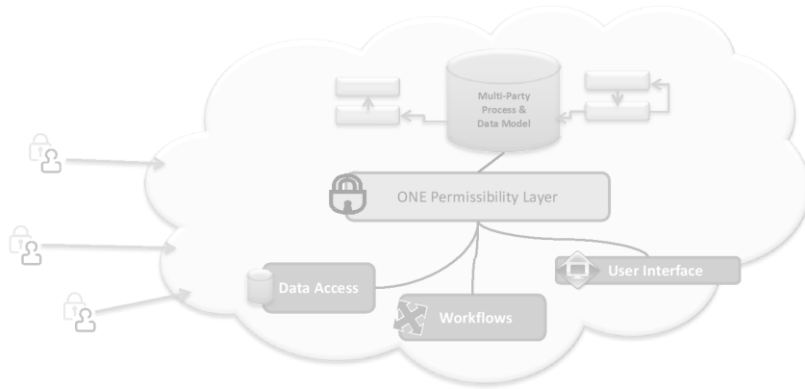 Multi-Party
Process &
Data Model
ONE Permissibility Layer
User Interface
Data Access
Workflows